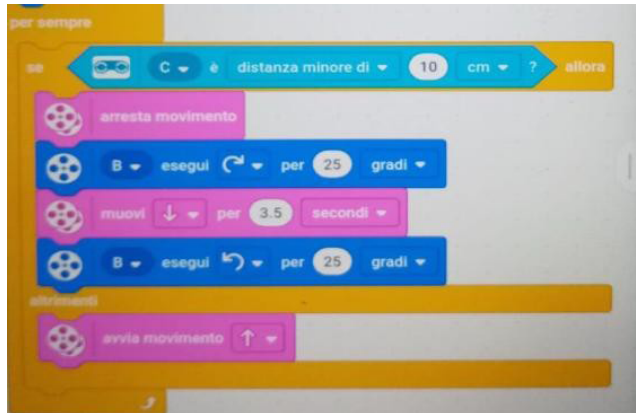 per sempre
se C è distanza minore di 10 cm ? allora
arresta movimento
B esegui per 25 gradi
muovi per 3.5 secondi
B esegui per 25 gradi
altrimenti
avvia movimento